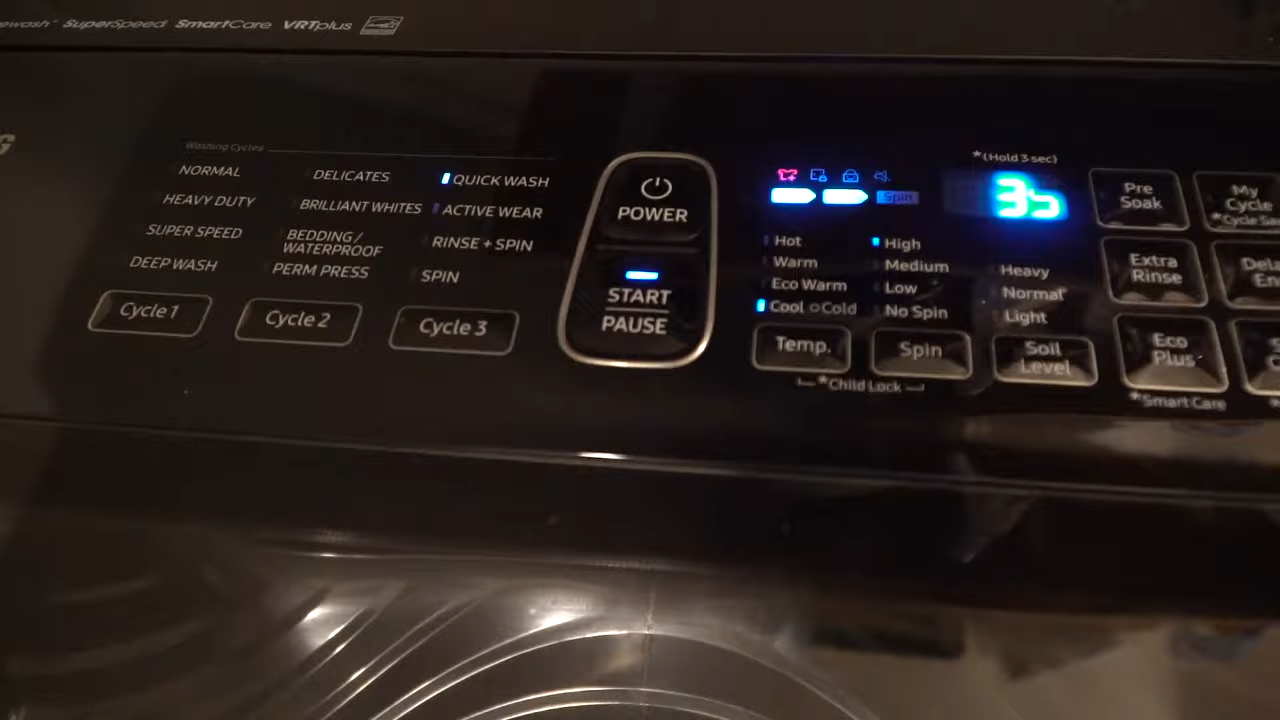 SuperSpeed SmartCare VRTplus
G
Washing Cycles
NORMAL DELICATES QUICK WASH
HEAVY DUTY BRILLIANT WHITES ACTIVE WEAR
SUPER SPEED BEDDING/ WATERPROOF RINSE + SPIN
DEEP WASH PERM PRESS SPIN
Cycle 1 Cycle 2 Cycle 3
POWER
START
PAUSE
Spin
*(Hold 3 sec)
Hot High
Warm Medium Heavy
Eco Warm Low Normal
Cool Cold No Spin Light
Temp. Spin Soil Level
*Child Lock
Pre Soak
My Cycle
Extra Rinse
Eco Plus
*Smart Care